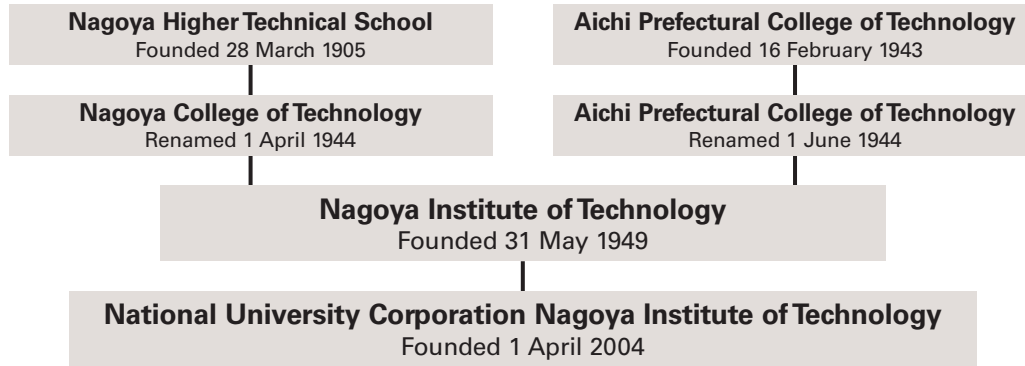 Nagoya Higher Technical School
Founded 28 March 1905
Aichi Prefectural College of Technology
Founded 16 February 1943
Nagoya College of Technology
Renamed 1 April 1944
Aichi Prefectural College of Technology
Renamed 1 June 1944
Nagoya Institute of Technology
Founded 31 May 1949
National University Corporation Nagoya Institute of Technology
Founded 1 April 2004